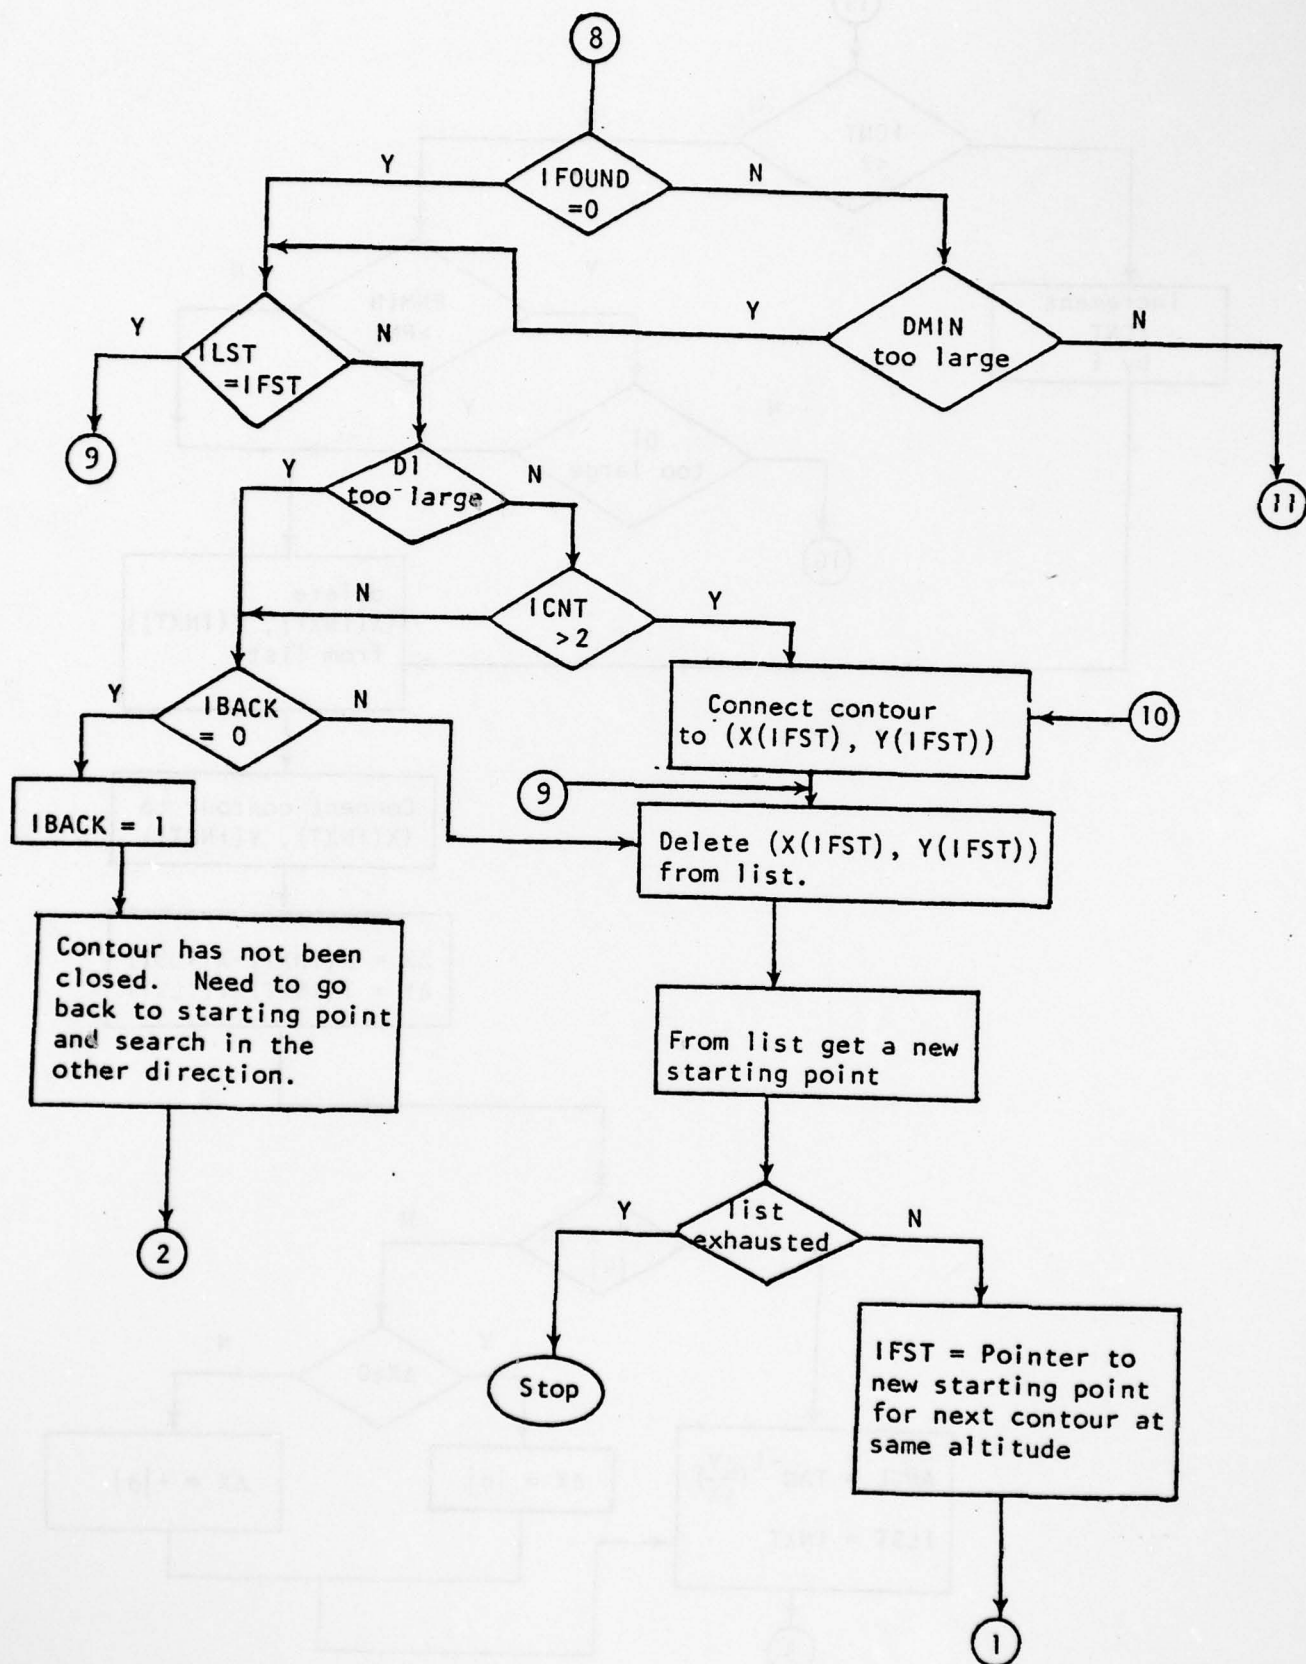 8
IFOUND
=0
Y
N
DMIN
too large
Y
N
11
ILST
=IFST
Y
N
9
D1
too large
Y
N
ICNT
>2
N
Y
Connect contour
to (X(IFST), Y(IFST))
10
IBACK
= 0
Y
N
IBACK = 1
9
Delete (X(IFST), Y(IFST))
from list.
Contour has not been
closed. Need to go
back to starting point
and search in the
other direction.
2
From list get a new
starting point
list
exhausted
Y
N
Stop
IFST = Pointer to
new starting point
for next contour at
same altitude
1